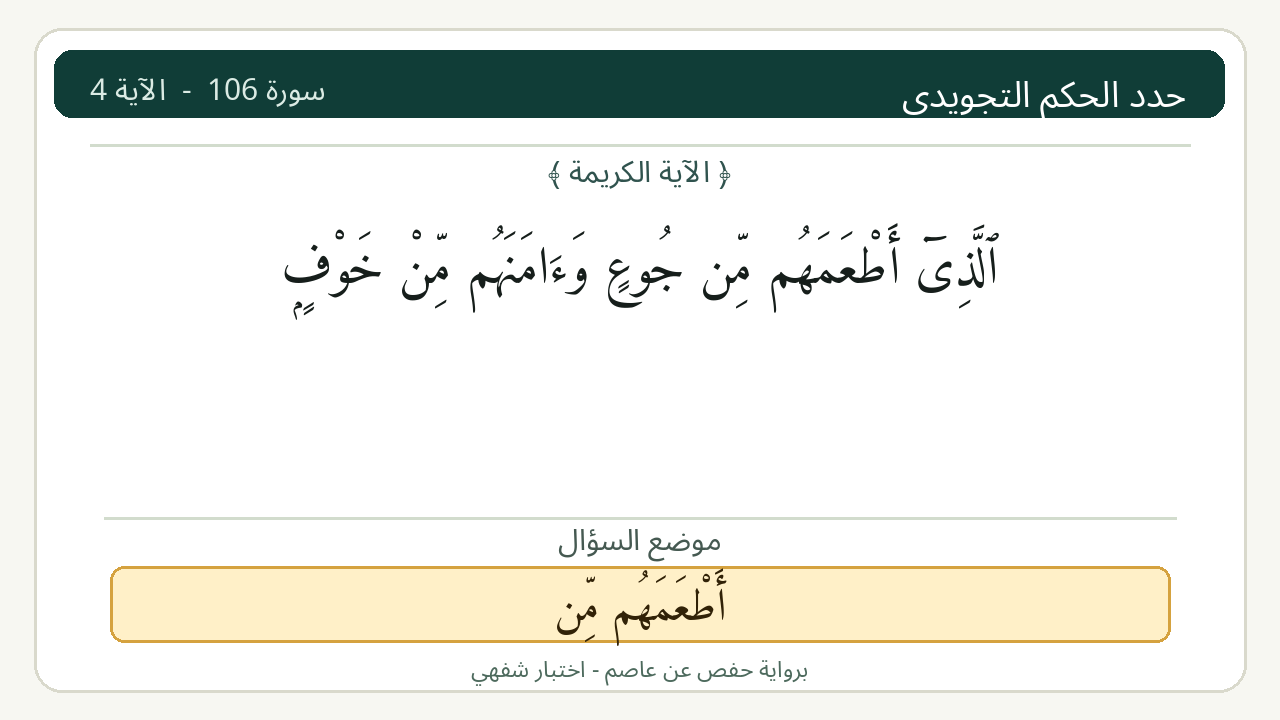 حدد الحكم التجويدى
سورة 106 - الآية 4
﴿ الآية الكريمة ﴾
ٱلَّذِىٓ أَطْعَمَهُم مِّن جُوعٍ وَءَامَنَهُم مِّنْ خَوْفٍۭ
موضع السؤال
أَطْعَمَهُم مِّن
برواية حفص عن عاصم - اختبار شفهي